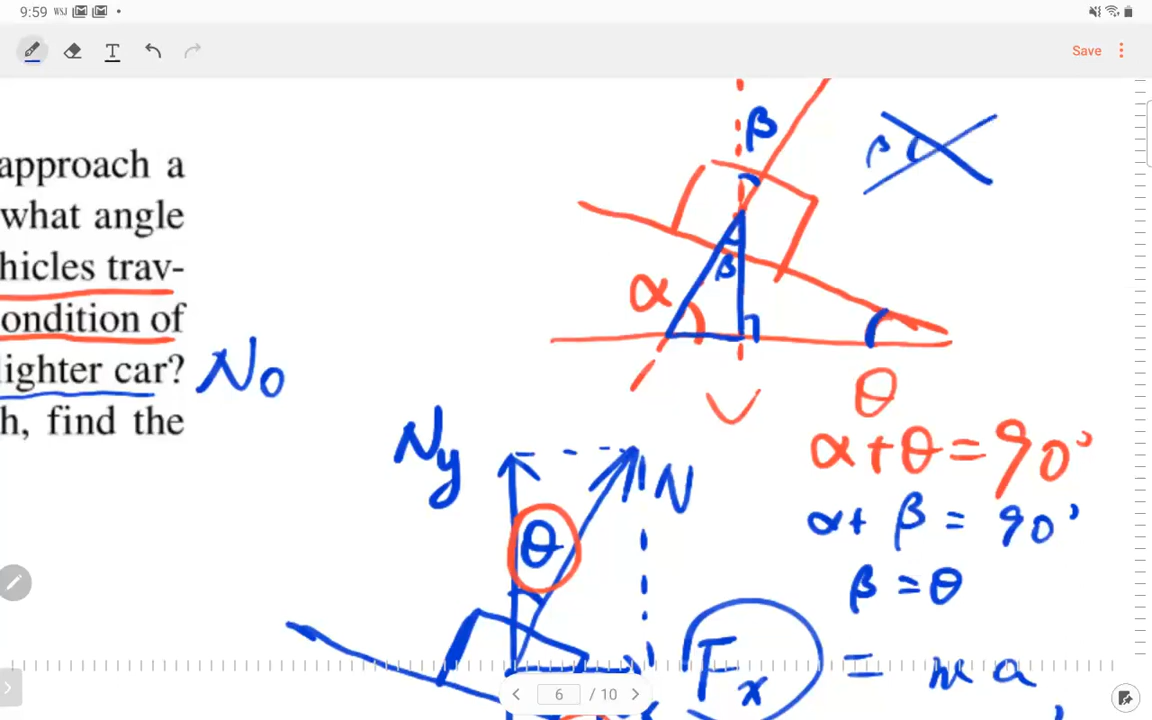 9:59 WSJ
T
Save
approach a
what angle
hicles trav-
ondition of
ighter car? No
h, find the
β
β
β
α
θ
α+θ=90°
α+ β = 90°
β = θ
Ny
N
θ
Fx = ma
6 / 10